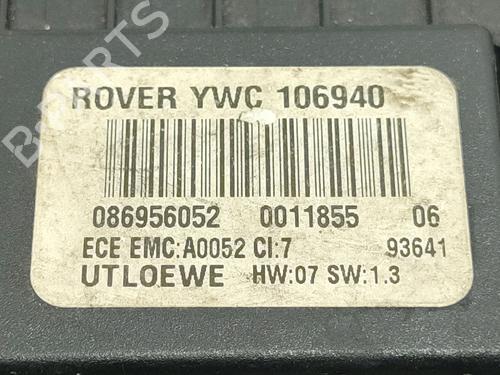 ROVER YWC 106940
086956052 0011855 06
ECE EMC:A0052 CI:7 93641
UTLOEWE HW:07 SW:1.3